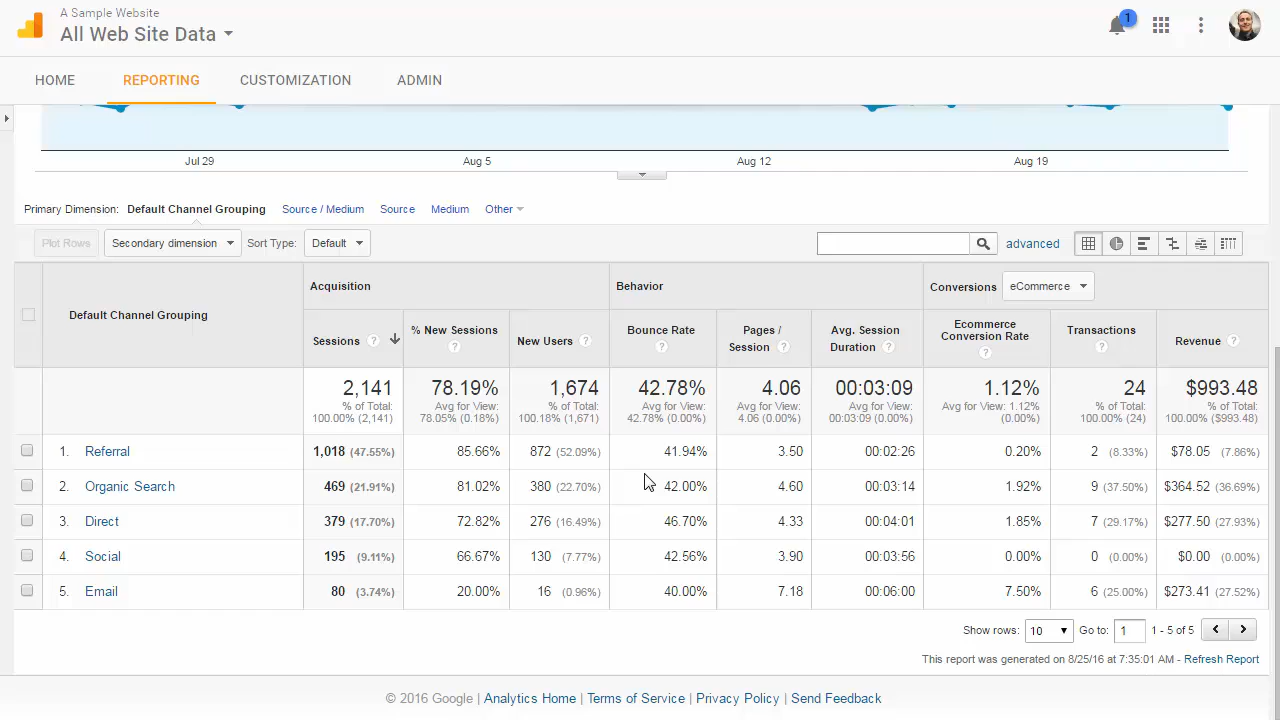 A Sample Website
All Web Site Data
1
HOME REPORTING CUSTOMIZATION ADMIN
Jul 29 Aug 5 Aug 12 Aug 19
Primary Dimension: Default Channel Grouping Source / Medium Source Medium Other
Plot Rows Secondary dimension Sort Type: Default advanced
Default Channel Grouping
Acquisition Behavior Conversions eCommerce
Sessions ? % New Sessions ? New Users ? Bounce Rate ? Pages / Session ? Avg. Session Duration ? Ecommerce Conversion Rate ? Transactions ? Revenue ?
2,141 78.19% 1,674 42.78% 4.06 00:03:09 1.12% 24 $993.48
% of Total: Avg for View: % of Total: Avg for View: Avg for View: Avg for View: Avg for View: 1.12% % of Total: % of Total:
100.00% (2,141) 78.05% (0.18%) 100.18% (1,671) 42.78% (0.00%) 4.06 (0.00%) 00:03:09 (0.00%) (0.00%) 100.00% (24) 100.00% ($993.48)
1. Referral 1,018 (47.55%) 85.66% 872 (52.09%) 41.94% 3.50 00:02:26 0.20% 2 (8.33%) $78.05 (7.86%)
2. Organic Search 469 (21.91%) 81.02% 380 (22.70%) 42.00% 4.60 00:03:14 1.92% 9 (37.50%) $364.52 (36.69%)
3. Direct 379 (17.70%) 72.82% 276 (16.49%) 46.70% 4.33 00:04:01 1.85% 7 (29.17%) $277.50 (27.93%)
4. Social 195 (9.11%) 66.67% 130 (7.77%) 42.56% 3.90 00:03:56 0.00% 0 (0.00%) $0.00 (0.00%)
5. Email 80 (3.74%) 20.00% 16 (0.96%) 40.00% 7.18 00:06:00 7.50% 6 (25.00%) $273.41 (27.52%)
Show rows: 10 Go to: 1 1 - 5 of 5
This report was generated on 8/25/16 at 7:35:01 AM - Refresh Report
© 2016 Google | Analytics Home | Terms of Service | Privacy Policy | Send Feedback